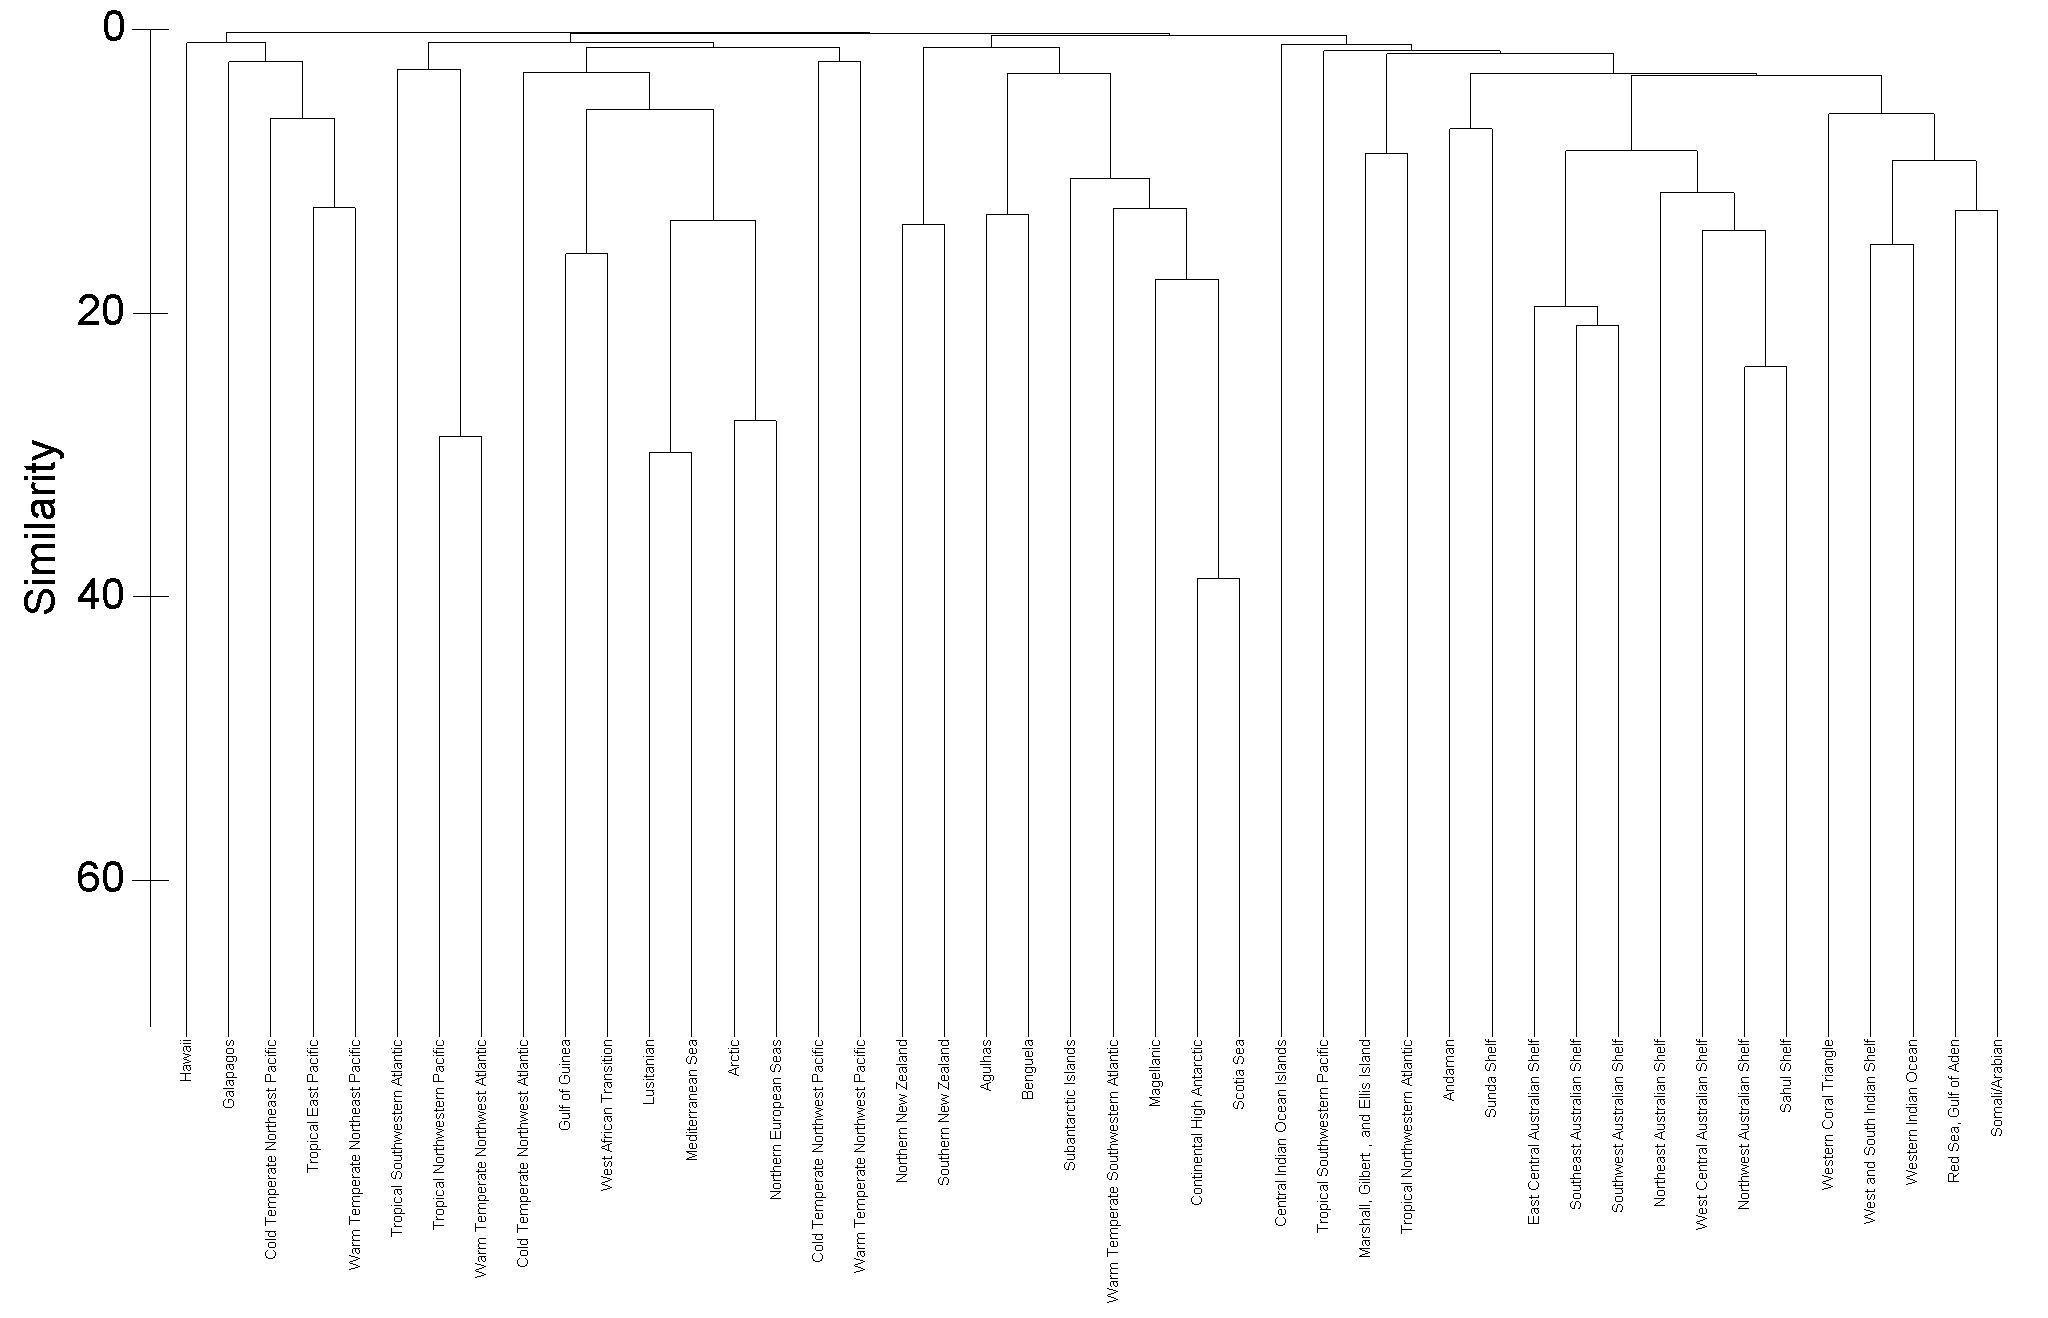 0
20
40
60
Similarity
Hawaii
Galapagos
Cold Temperate Northeast Pacific
Tropical East Pacific
Warm Temperate Northeast Pacific
Tropical Southwestern Atlantic
Tropical Northwestern Pacific
Warm Temperate Northwest Atlantic
Cold Temperate Northwest Atlantic
Gulf of Guinea
West African Transition
Lusitanian
Mediterranean Sea
Arctic
Northern European Seas
Cold Temperate Northwest Pacific
Warm Temperate Northwest Pacific
Northern New Zealand
Southern New Zealand
Agulhas
Benguela
Subantarctic Islands
Warm Temperate Southwestern Atlantic
Magellanic
Continental High Antarctic
Scotia Sea
Central Indian Ocean Islands
Tropical Southwestern Pacific
Marshall, Gilbert , and Ellis Island
Tropical Northwestern Atlantic
Andaman
Sunda Shelf
East Central Australian Shelf
Southeast Australian Shelf
Southwest Australian Shelf
Northeast Australian Shelf
West Central Australian Shelf
Northwest Australian Shelf
Sahul Shelf
Western Coral Triangle
West and South Indian Shelf
Western Indian Ocean
Red Sea, Gulf of Aden
Somali/Arabian